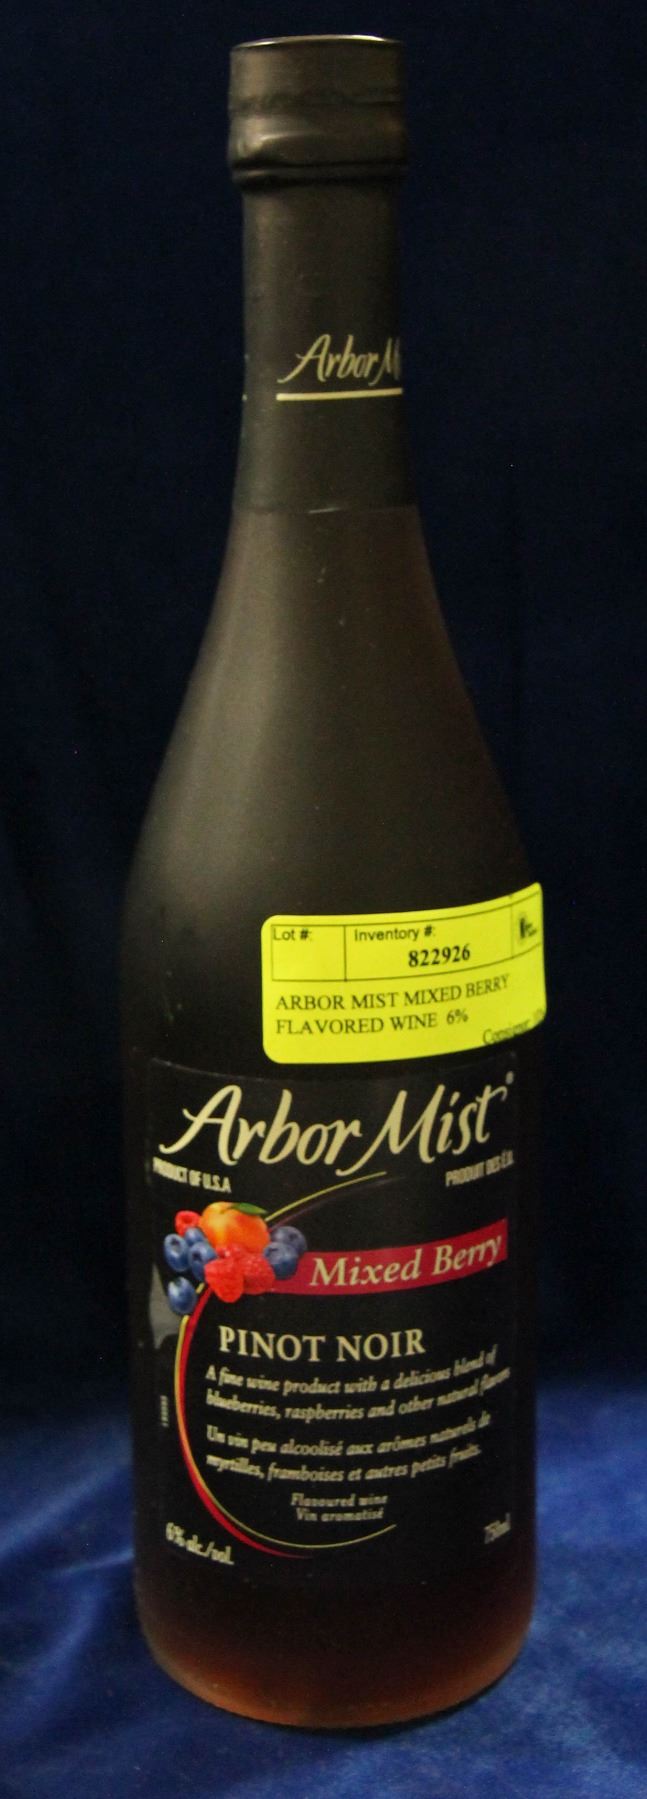 Arbor M
Lot #: Inventory #:
822926
ARBOR MIST MIXED BERRY
FLAVORED WINE 6%
Consignor:
Arbor Mist®
PRODUCT OF U.S.A
PRODUIT DES É.U.
Mixed Berry
PINOT NOIR
A fine wine product with a delicious blend of
blueberries, raspberries and other natural flavors
Un vin peu alcoolisé aux arômes naturels de
myrtilles, framboises et autres petits fruits.
Flavoured wine
Vin aromatisé
6% alc./vol.
750ml